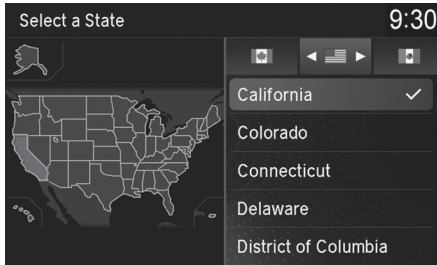 Select a State
9:30
California
Colorado
Connecticut
Delaware
District of Columbia